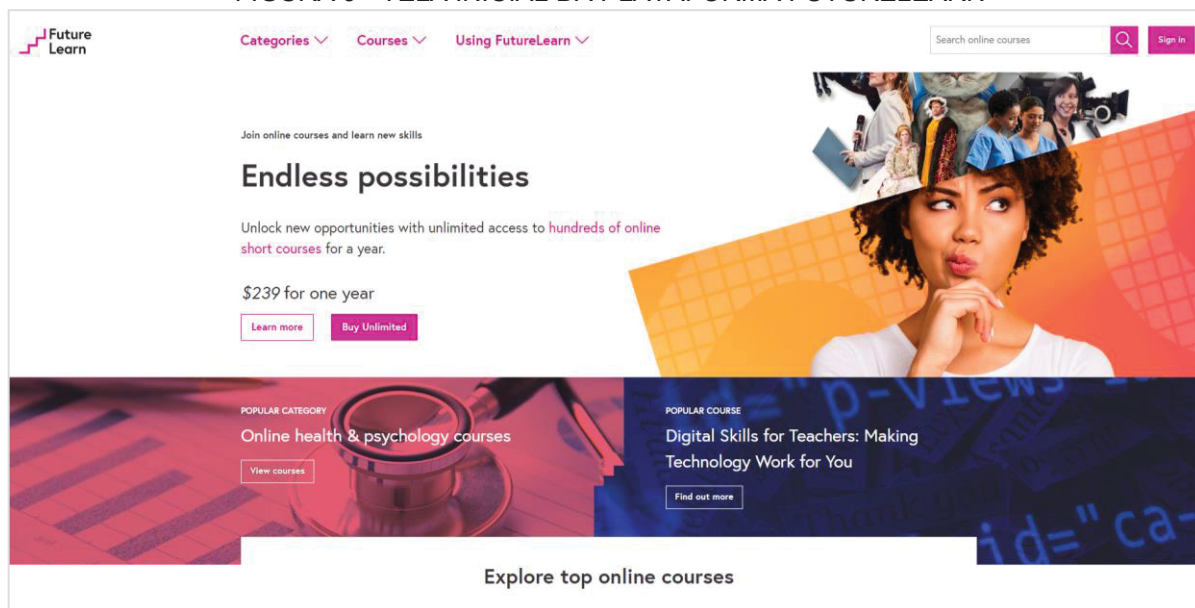 Future
Learn
Categories
Courses
Using FutureLearn
Search online courses
Sign in
Join online courses and learn new skills
Endless possibilities
Unlock new opportunities with unlimited access to hundreds of online
short courses for a year.
$239 for one year
Learn more
Buy Unlimited
POPULAR CATEGORY
Online health & psychology courses
View courses
POPULAR COURSE
Digital Skills for Teachers: Making
Technology Work for You
Find out more
="p-views
id="ca-
Explore top online courses